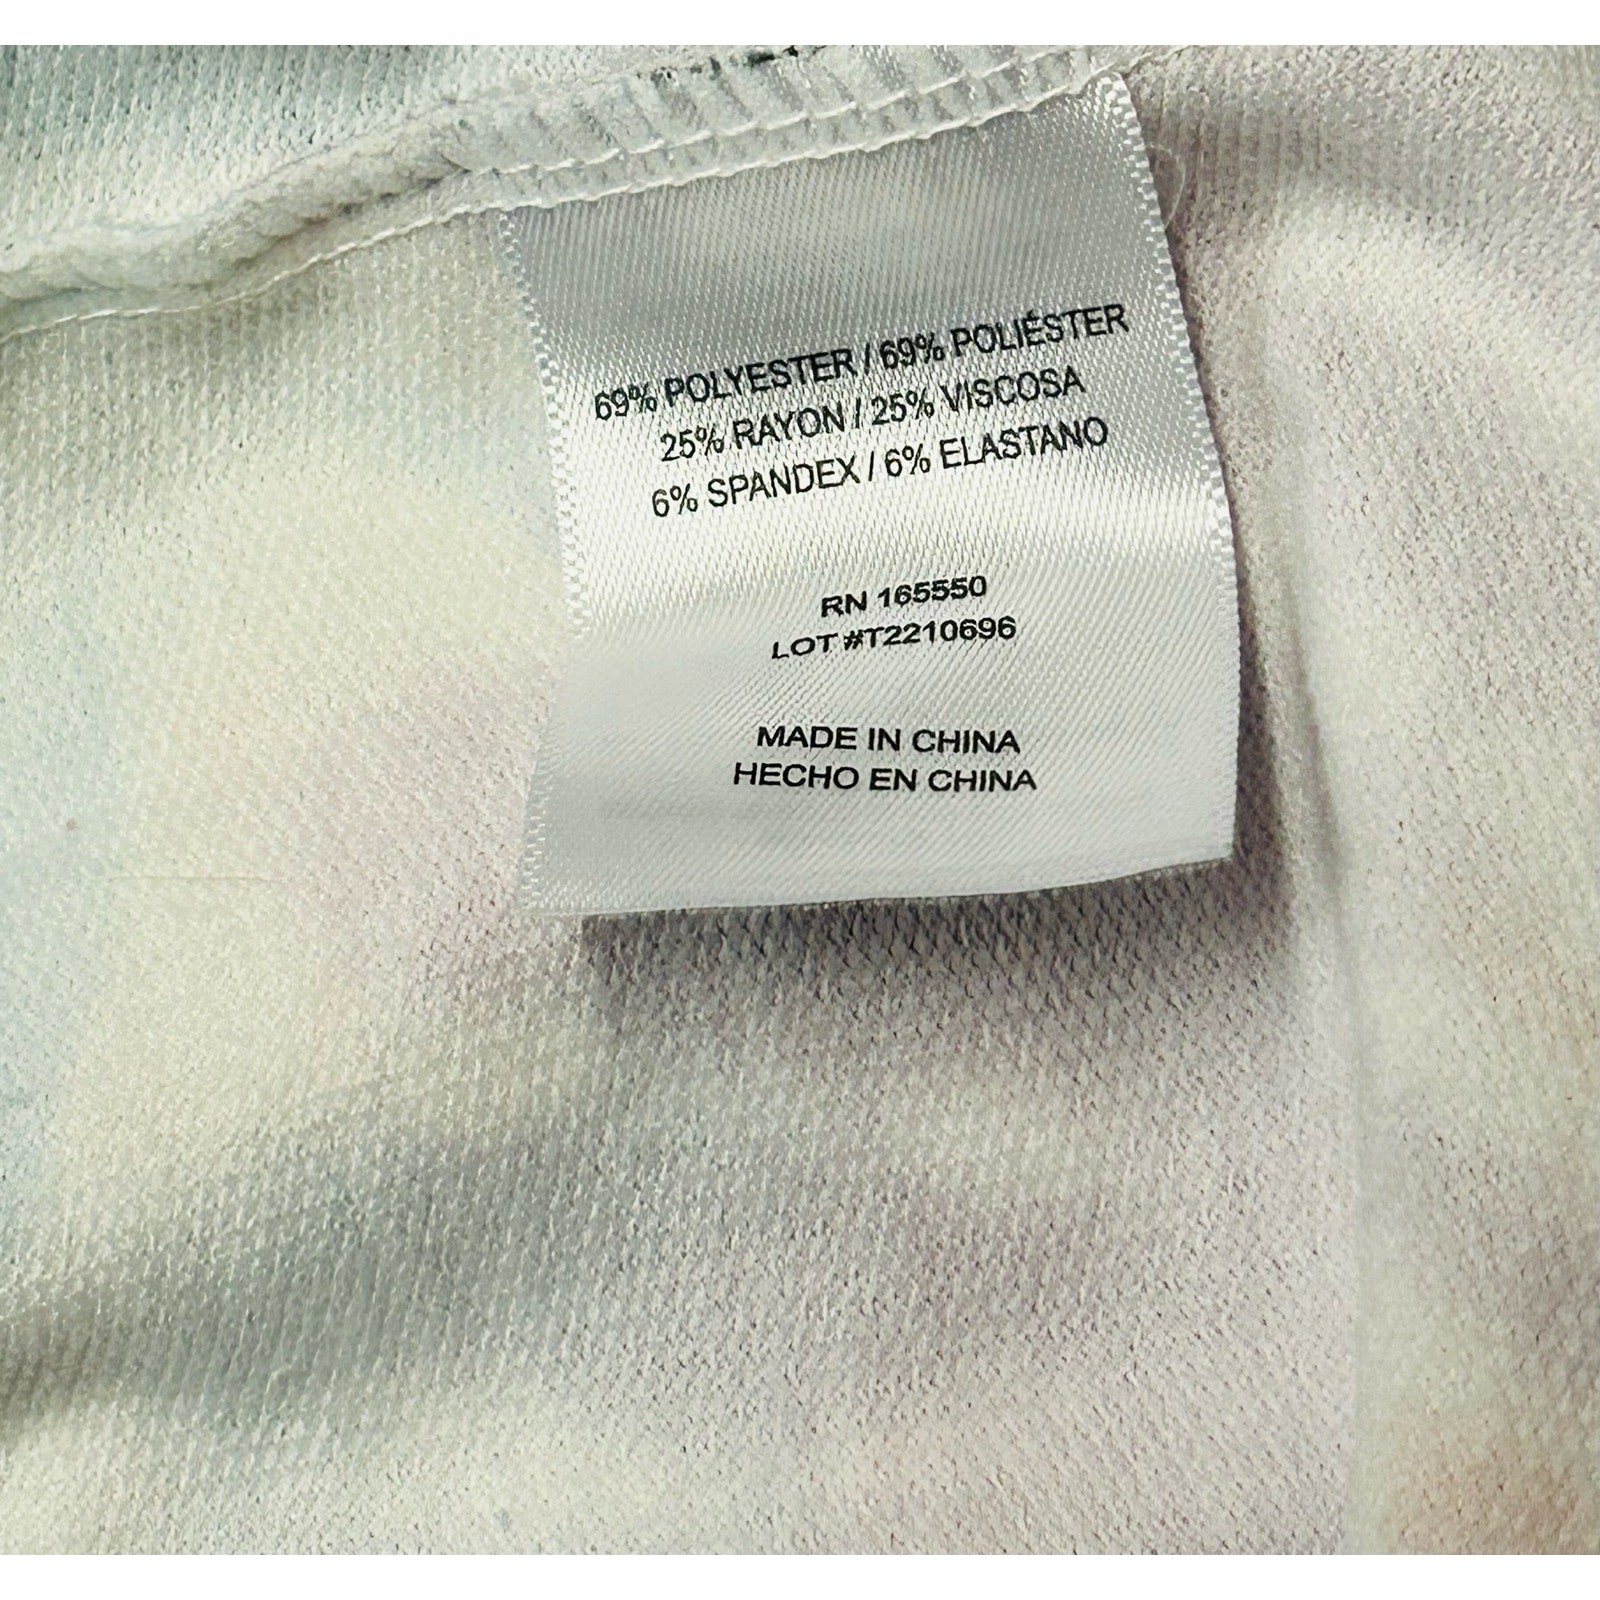 69% POLYESTER / 69% POLIÉSTER
25% RAYON / 25% VISCOSA
6% SPANDEX / 6% ELASTANO
RN 165550
LOT #T2210696
MADE IN CHINA
HECHO EN CHINA